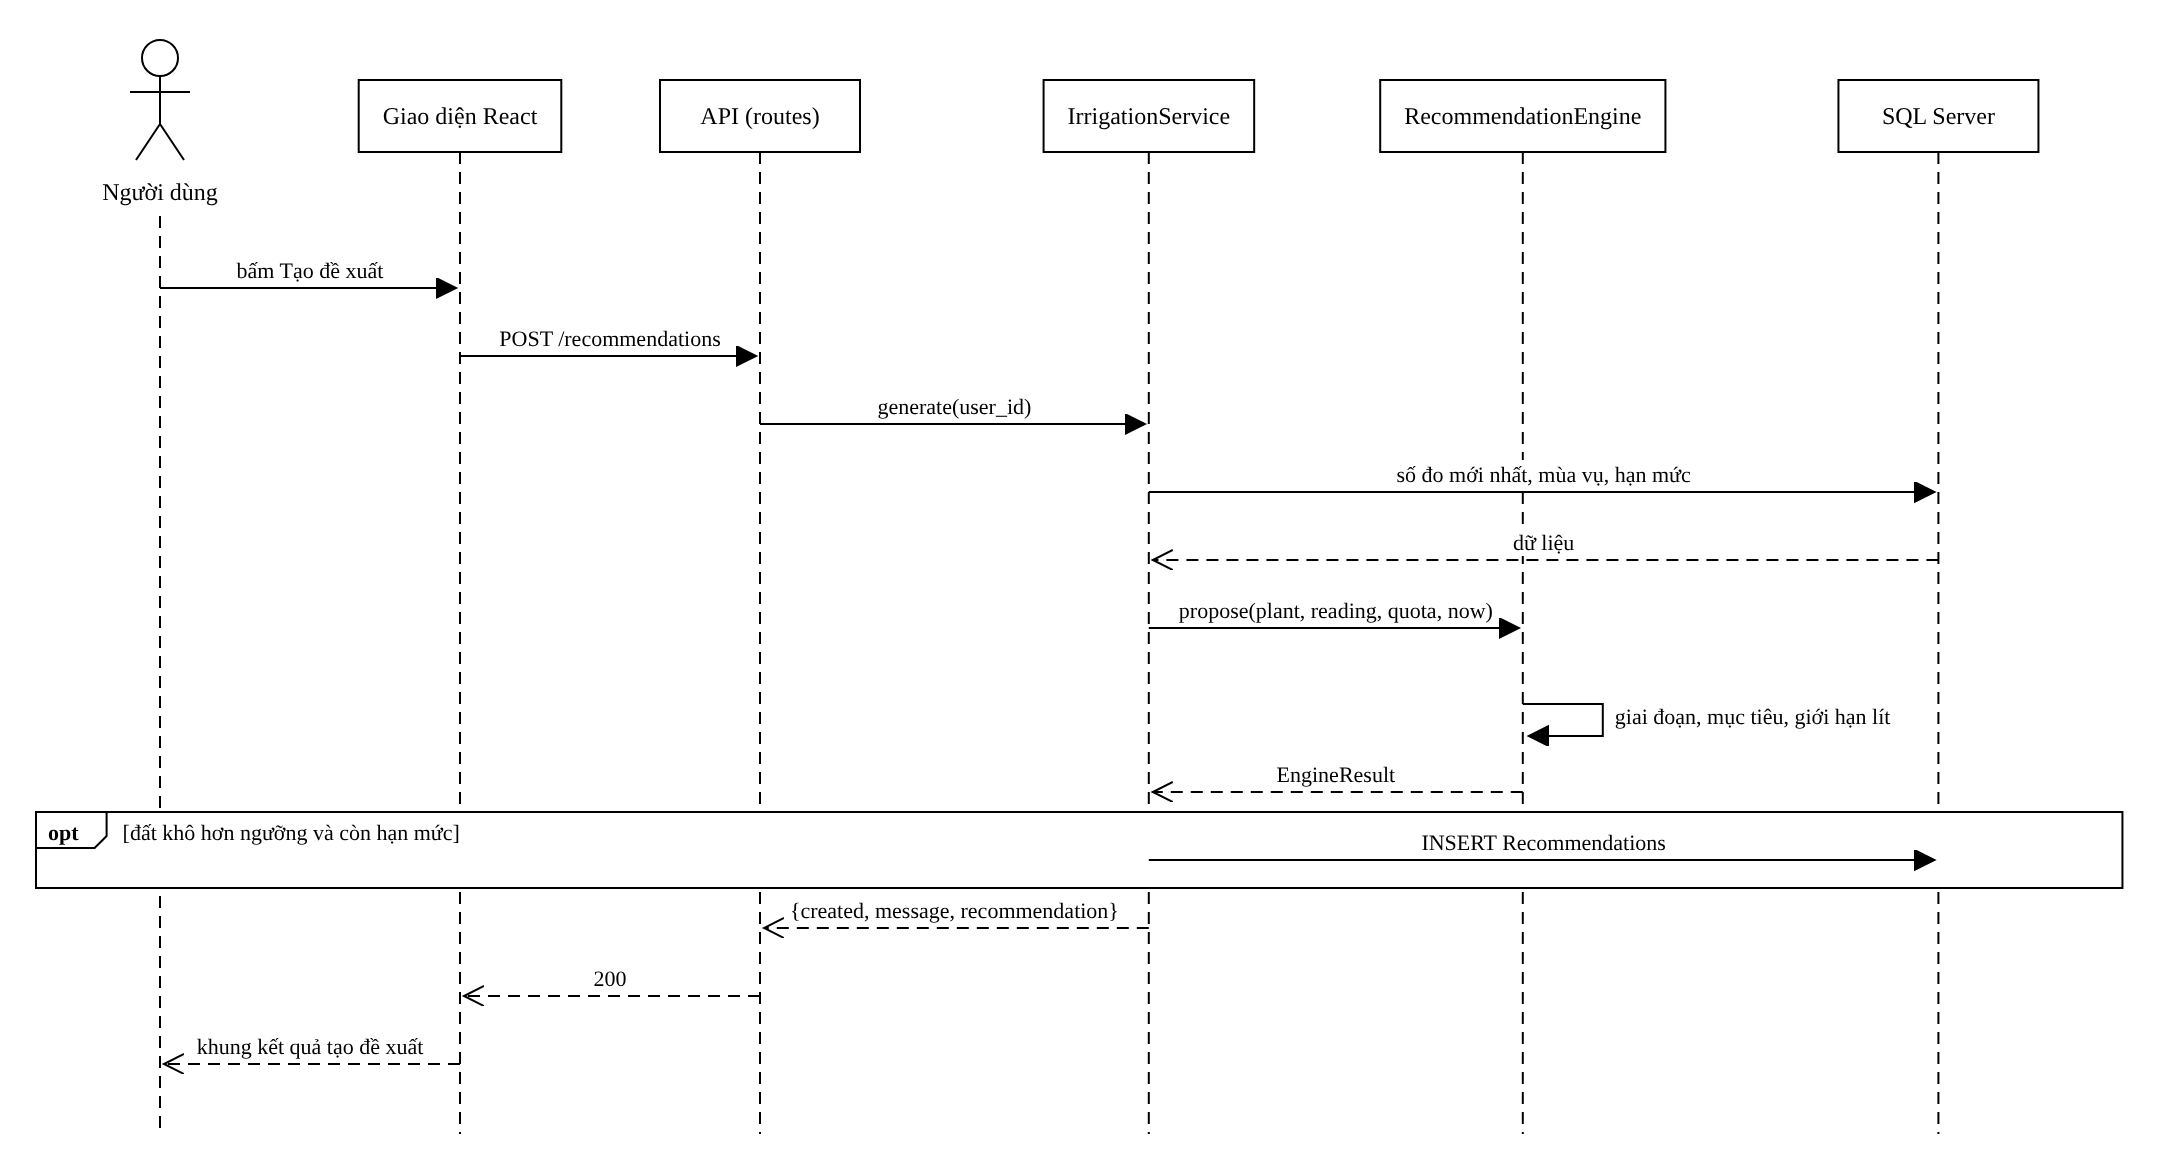 Người dùng
Giao diện React
API (routes)
IrrigationService
RecommendationEngine
SQL Server
bấm Tạo đề xuất
POST /recommendations
generate(user_id)
số đo mới nhất, mùa vụ, hạn mức
dữ liệu
propose(plant, reading, quota, now)
giai đoạn, mục tiêu, giới hạn lít
EngineResult
opt
[đất khô hơn ngưỡng và còn hạn mức]
INSERT Recommendations
{created, message, recommendation}
200
khung kết quả tạo đề xuất